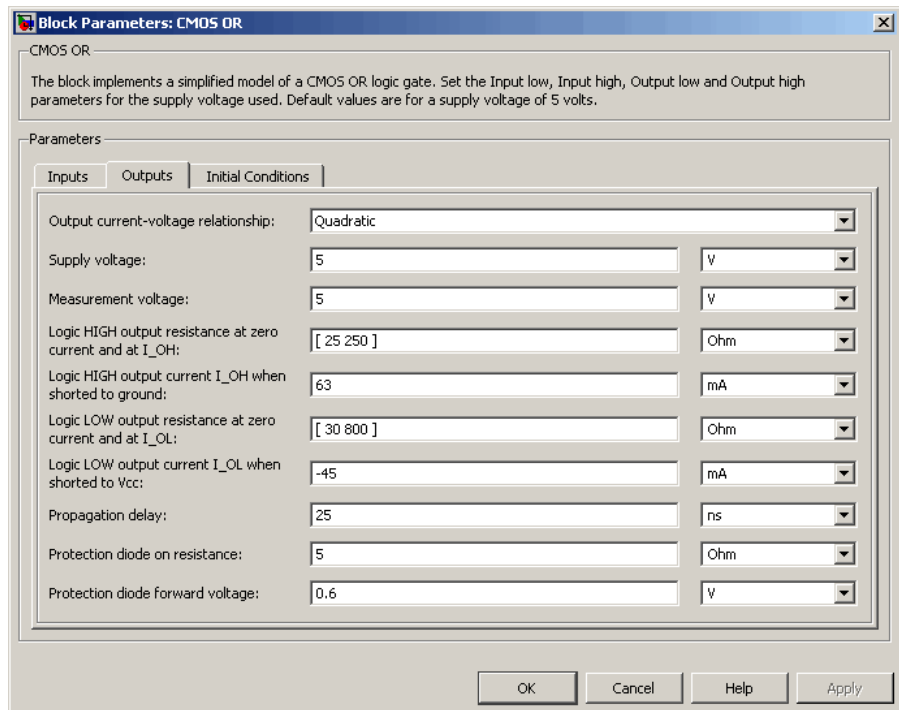 Block Parameters: CMOS OR
CMOS OR
The block implements a simplified model of a CMOS OR logic gate. Set the Input low, Input high, Output low and Output high
parameters for the supply voltage used. Default values are for a supply voltage of 5 volts.
Parameters
Inputs Outputs Initial Conditions
Output current-voltage relationship: Quadratic
Supply voltage: 5 V
Measurement voltage: 5 V
Logic HIGH output resistance at zero
current and at I_OH: [ 25 250 ] Ohm
Logic HIGH output current I_OH when
shorted to ground: 63 mA
Logic LOW output resistance at zero
current and at I_OL: [ 30 800 ] Ohm
Logic LOW output current I_OL when
shorted to Vcc: -45 mA
Propagation delay: 25 ns
Protection diode on resistance: 5 Ohm
Protection diode forward voltage: 0.6 V
OK Cancel Help Apply